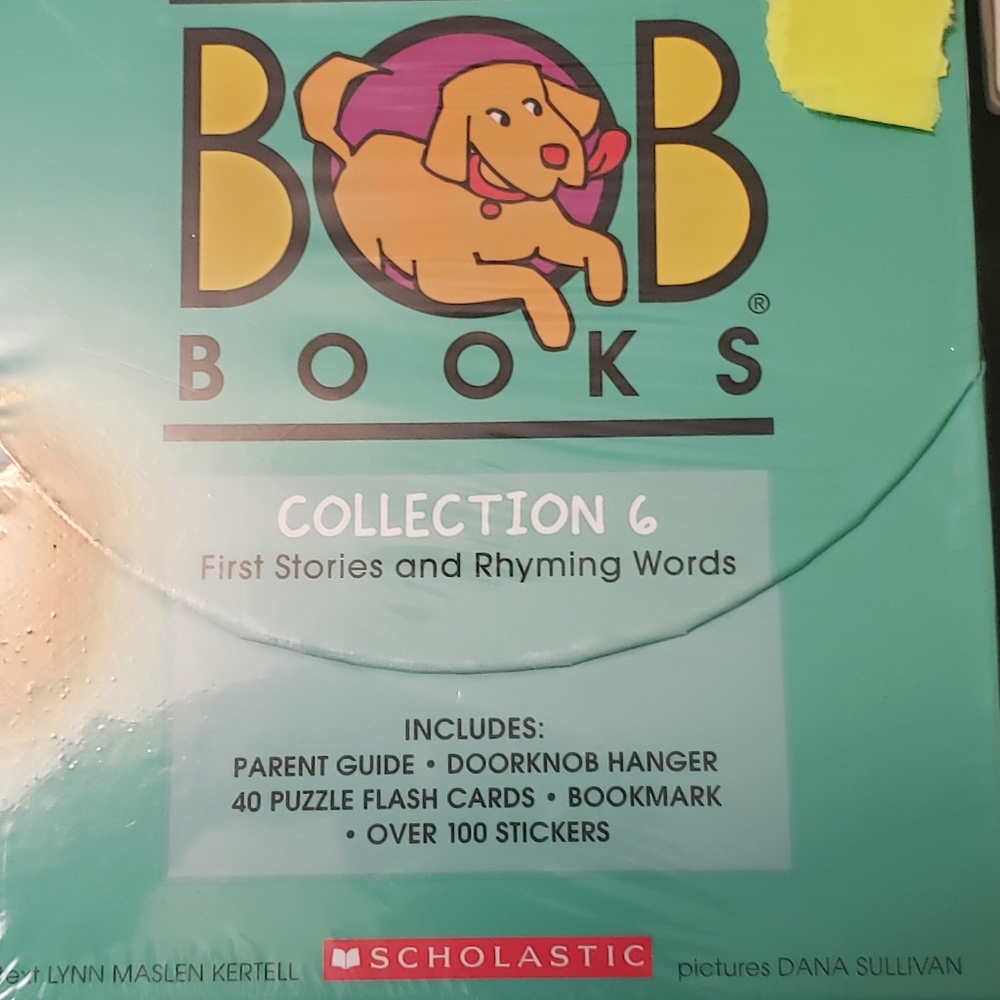 BOB®
BOOKS
COLLECTION 6
First Stories and Rhyming Words
INCLUDES:
PARENT GUIDE • DOORKNOB HANGER
40 PUZZLE FLASH CARDS • BOOKMARK
• OVER 100 STICKERS
text LYNN MASLEN KERTELL
SCHOLASTIC
pictures DANA SULLIVAN